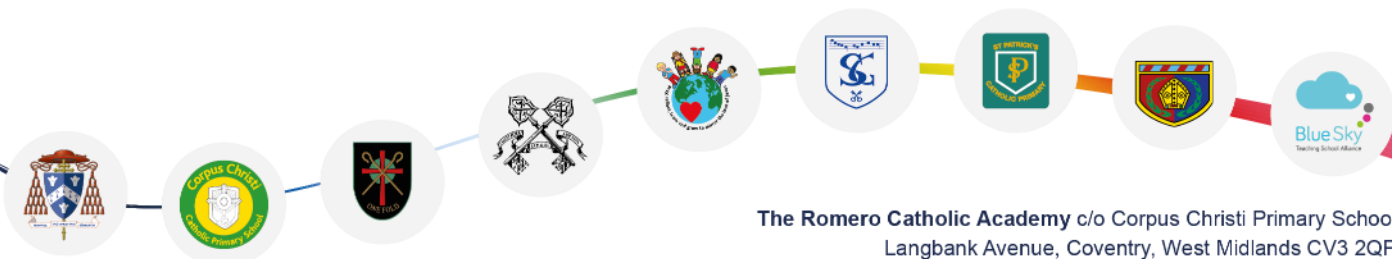 Corpus Christi
Catholic Primary School
ONE FOLD
ST PATRICK'S
CATHOLIC PRIMARY
Blue Sky
Teaching School Alliance
The Romero Catholic Academy c/o Corpus Christi Primary School
Langbank Avenue, Coventry, West Midlands CV3 2QP